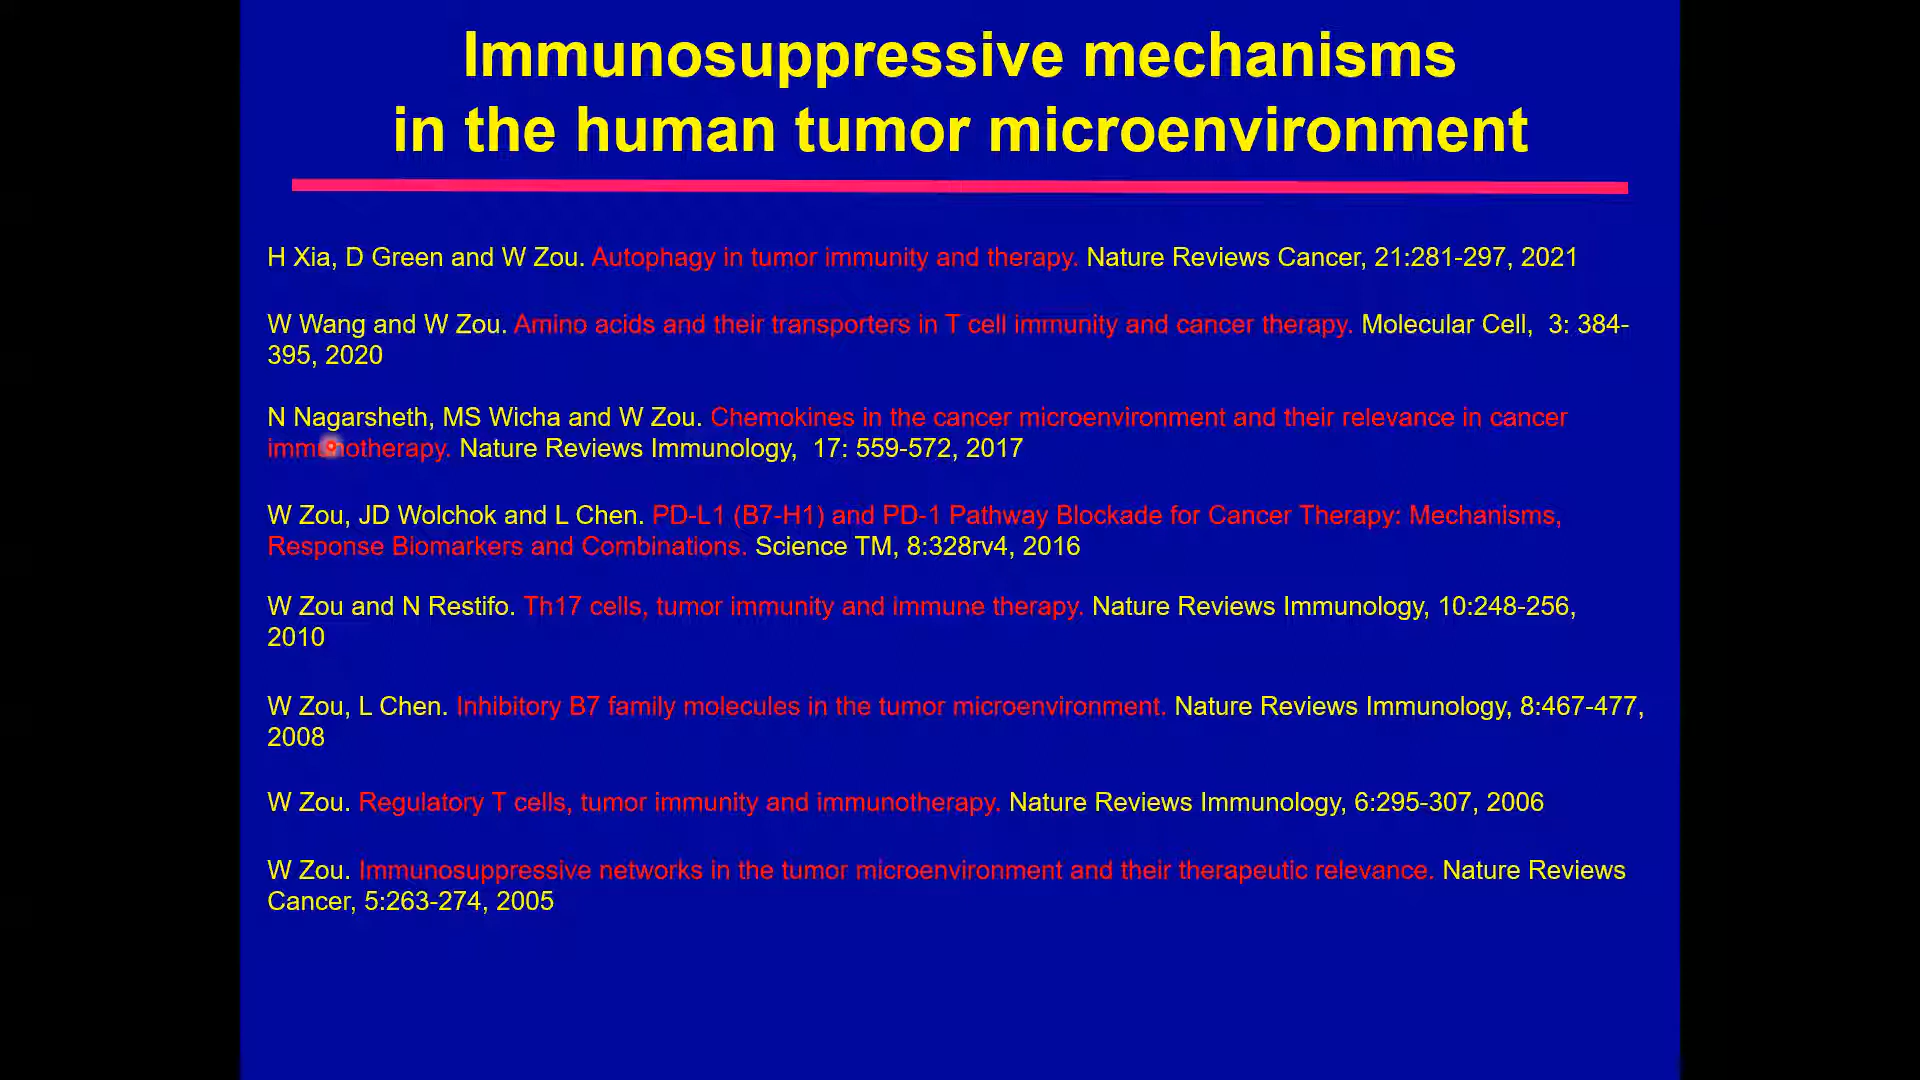 Immunosuppressive mechanisms
in the human tumor microenvironment
H Xia, D Green and W Zou. Autophagy in tumor immunity and therapy. Nature Reviews Cancer, 21:281-297, 2021
W Wang and W Zou. Amino acids and their transporters in T cell immunity and cancer therapy. Molecular Cell,  3: 384-
395, 2020
N Nagarsheth, MS Wicha and W Zou. Chemokines in the cancer microenvironment and their relevance in cancer
immunotherapy. Nature Reviews Immunology,  17: 559-572, 2017
W Zou, JD Wolchok and L Chen. PD-L1 (B7-H1) and PD-1 Pathway Blockade for Cancer Therapy: Mechanisms,
Response Biomarkers and Combinations. Science TM, 8:328rv4, 2016
W Zou and N Restifo. Th17 cells, tumor immunity and immune therapy. Nature Reviews Immunology, 10:248-256,
2010
W Zou, L Chen. Inhibitory B7 family molecules in the tumor microenvironment. Nature Reviews Immunology, 8:467-477,
2008
W Zou. Regulatory T cells, tumor immunity and immunotherapy. Nature Reviews Immunology, 6:295-307, 2006
W Zou. Immunosuppressive networks in the tumor microenvironment and their therapeutic relevance. Nature Reviews
Cancer, 5:263-274, 2005